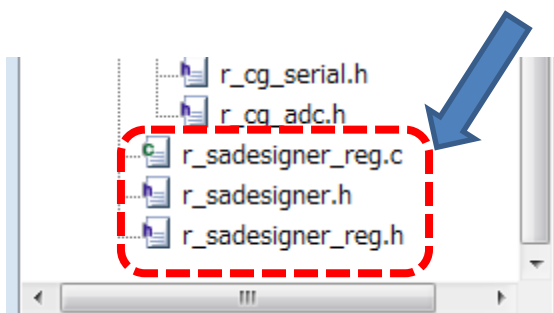 r_cg_serial.h
r_cg_adc.h
r_sadesigner_reg.c
r_sadesigner.h
r_sadesigner_reg.h